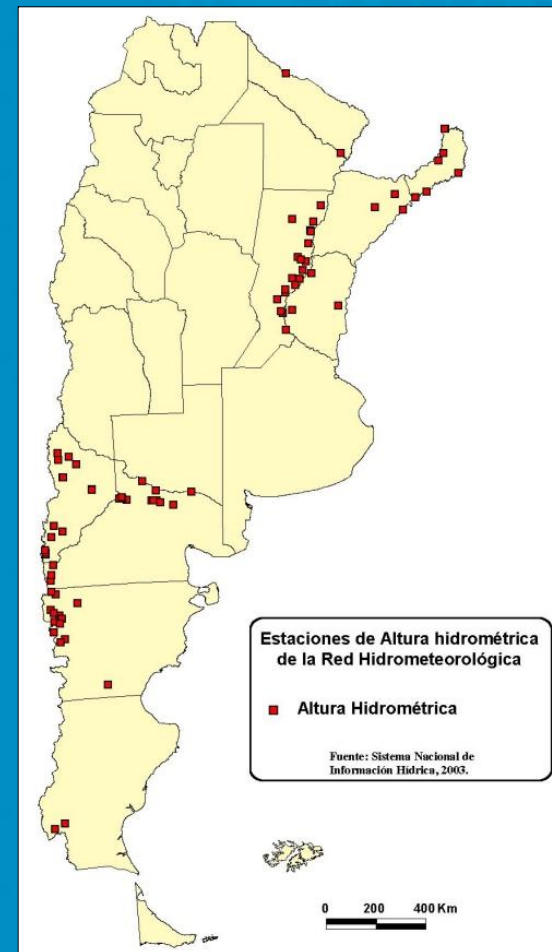 Estaciones de Altura hidrométrica
de la Red Hidrometeorológica
Altura Hidrométrica
Fuente: Sistema Nacional de
Información Hídrica, 2003.
0 200 400 Km